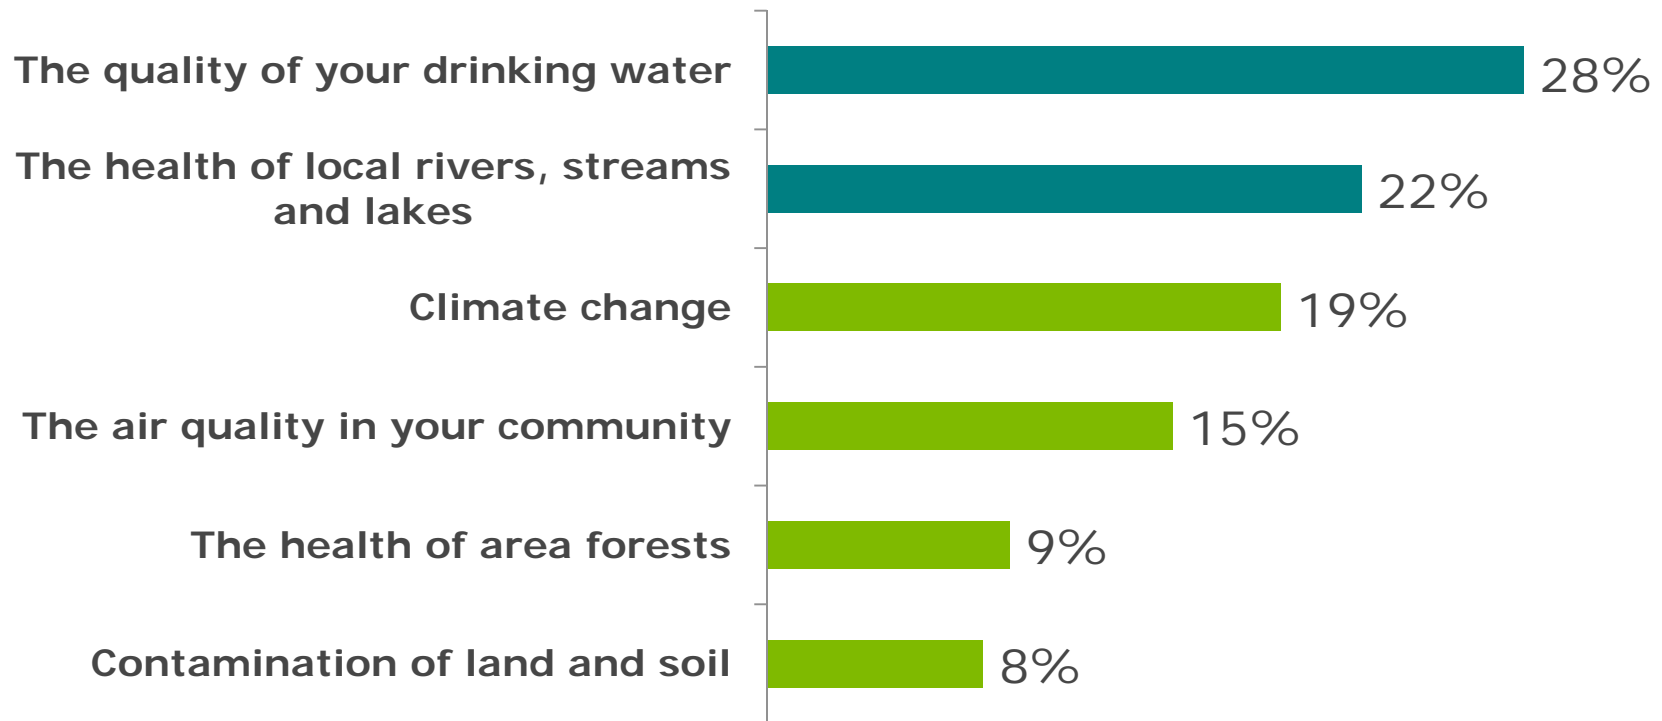 The quality of your drinking water
28%
The health of local rivers, streams
and lakes
22%
Climate change
19%
The air quality in your community
15%
The health of area forests
9%
Contamination of land and soil
8%